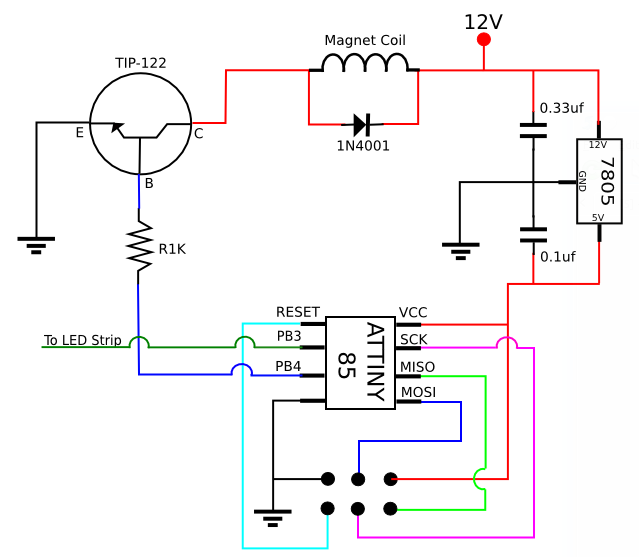 12V
Magnet Coil
TIP-122
0.33uf
E
C
1N4001
12V
GND
7805
B
5V
R1K
0.1uf
RESET
VCC
To LED Strip
PB3
SCK
ATTINY
85
PB4
MISO
MOSI